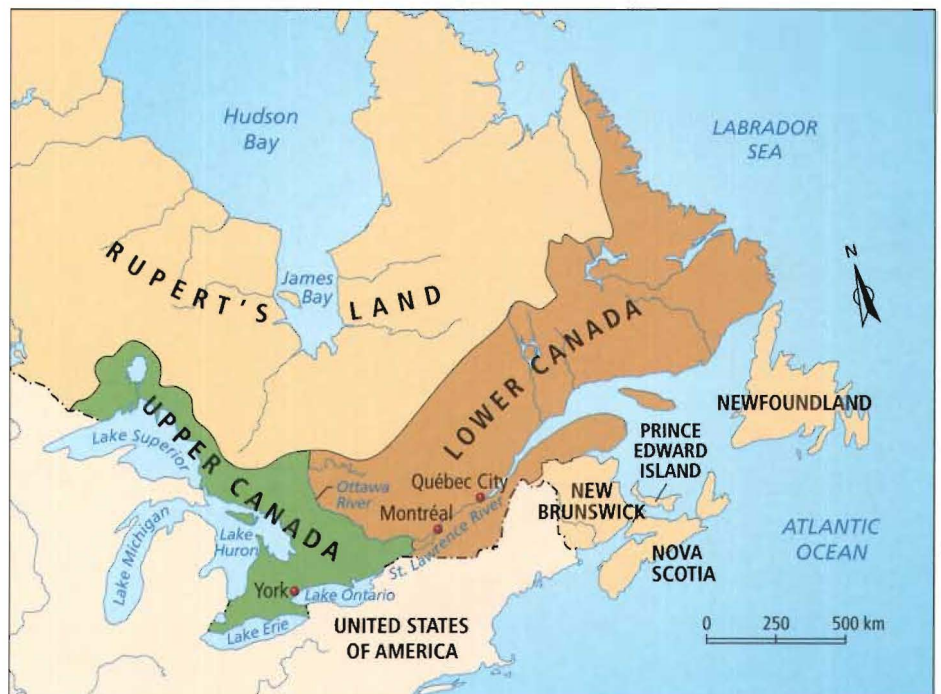 Hudson
Bay
LABRADOR
SEA
N
RUPERT'S LAND
James
Bay
LOWER CANADA
UPPER CANADA
NEWFOUNDLAND
Lake Superior
PRINCE
EDWARD
ISLAND
Québec City
Ottawa
River
NEW
BRUNSWICK
Montréal
St. Lawrence River
ATLANTIC
OCEAN
Lake Michigan
Lake
Huron
NOVA
SCOTIA
York
Lake Ontario
Lake Erie
UNITED STATES
OF AMERICA
0 250 500 km